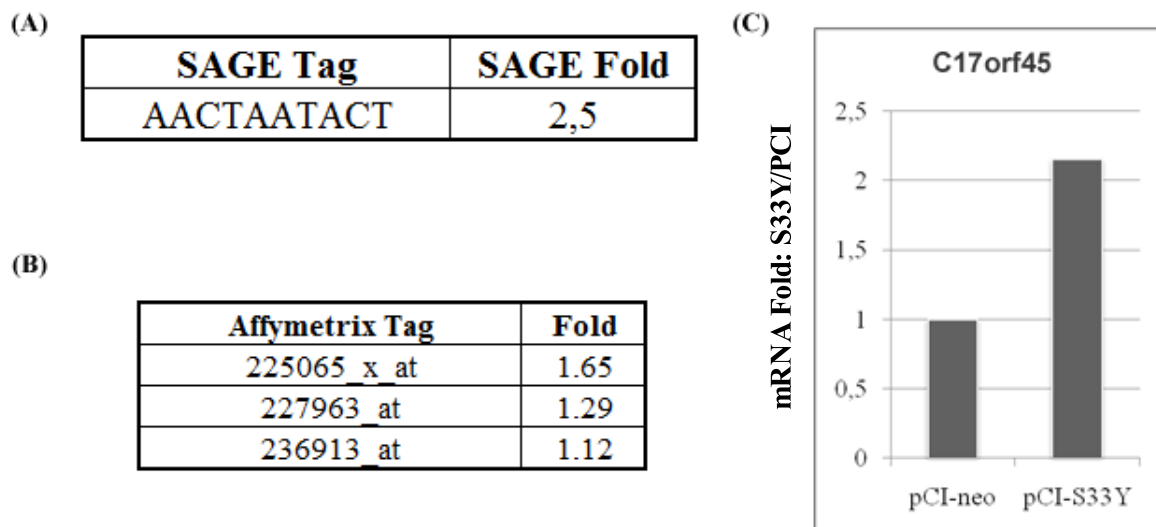 (A)
SAGE Tag SAGE Fold
AACTAATACT 2,5
(B)
Affymetrix Tag Fold
225065_x_at 1.65
227963_at 1.29
236913_at 1.12
(C)
C17orf45
mRNA Fold: S33Y/PCI
2,5
2
1,5
1
0,5
0
pCI-neo pCI-S33Y